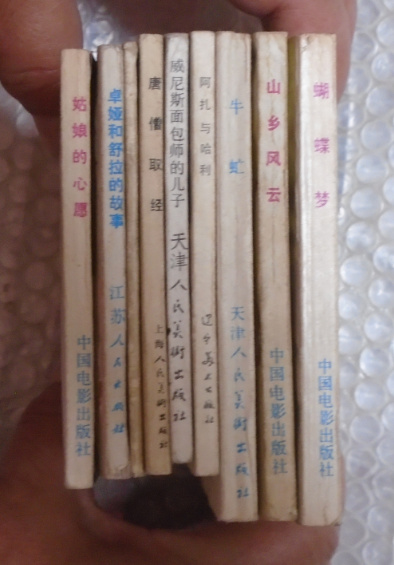 姑娘的心愿
中国电影出版社
卓娅和舒拉的故事
江苏人民出版社
唐僧取经
上海人民美術出版社
威尼斯面包师的儿子
天津人民美術出版社
阿扎与哈利
辽宁美术出版社
牛虻
天津人民美術出版社
山乡风云
中国电影出版社
蝴蝶梦
中国电影出版社